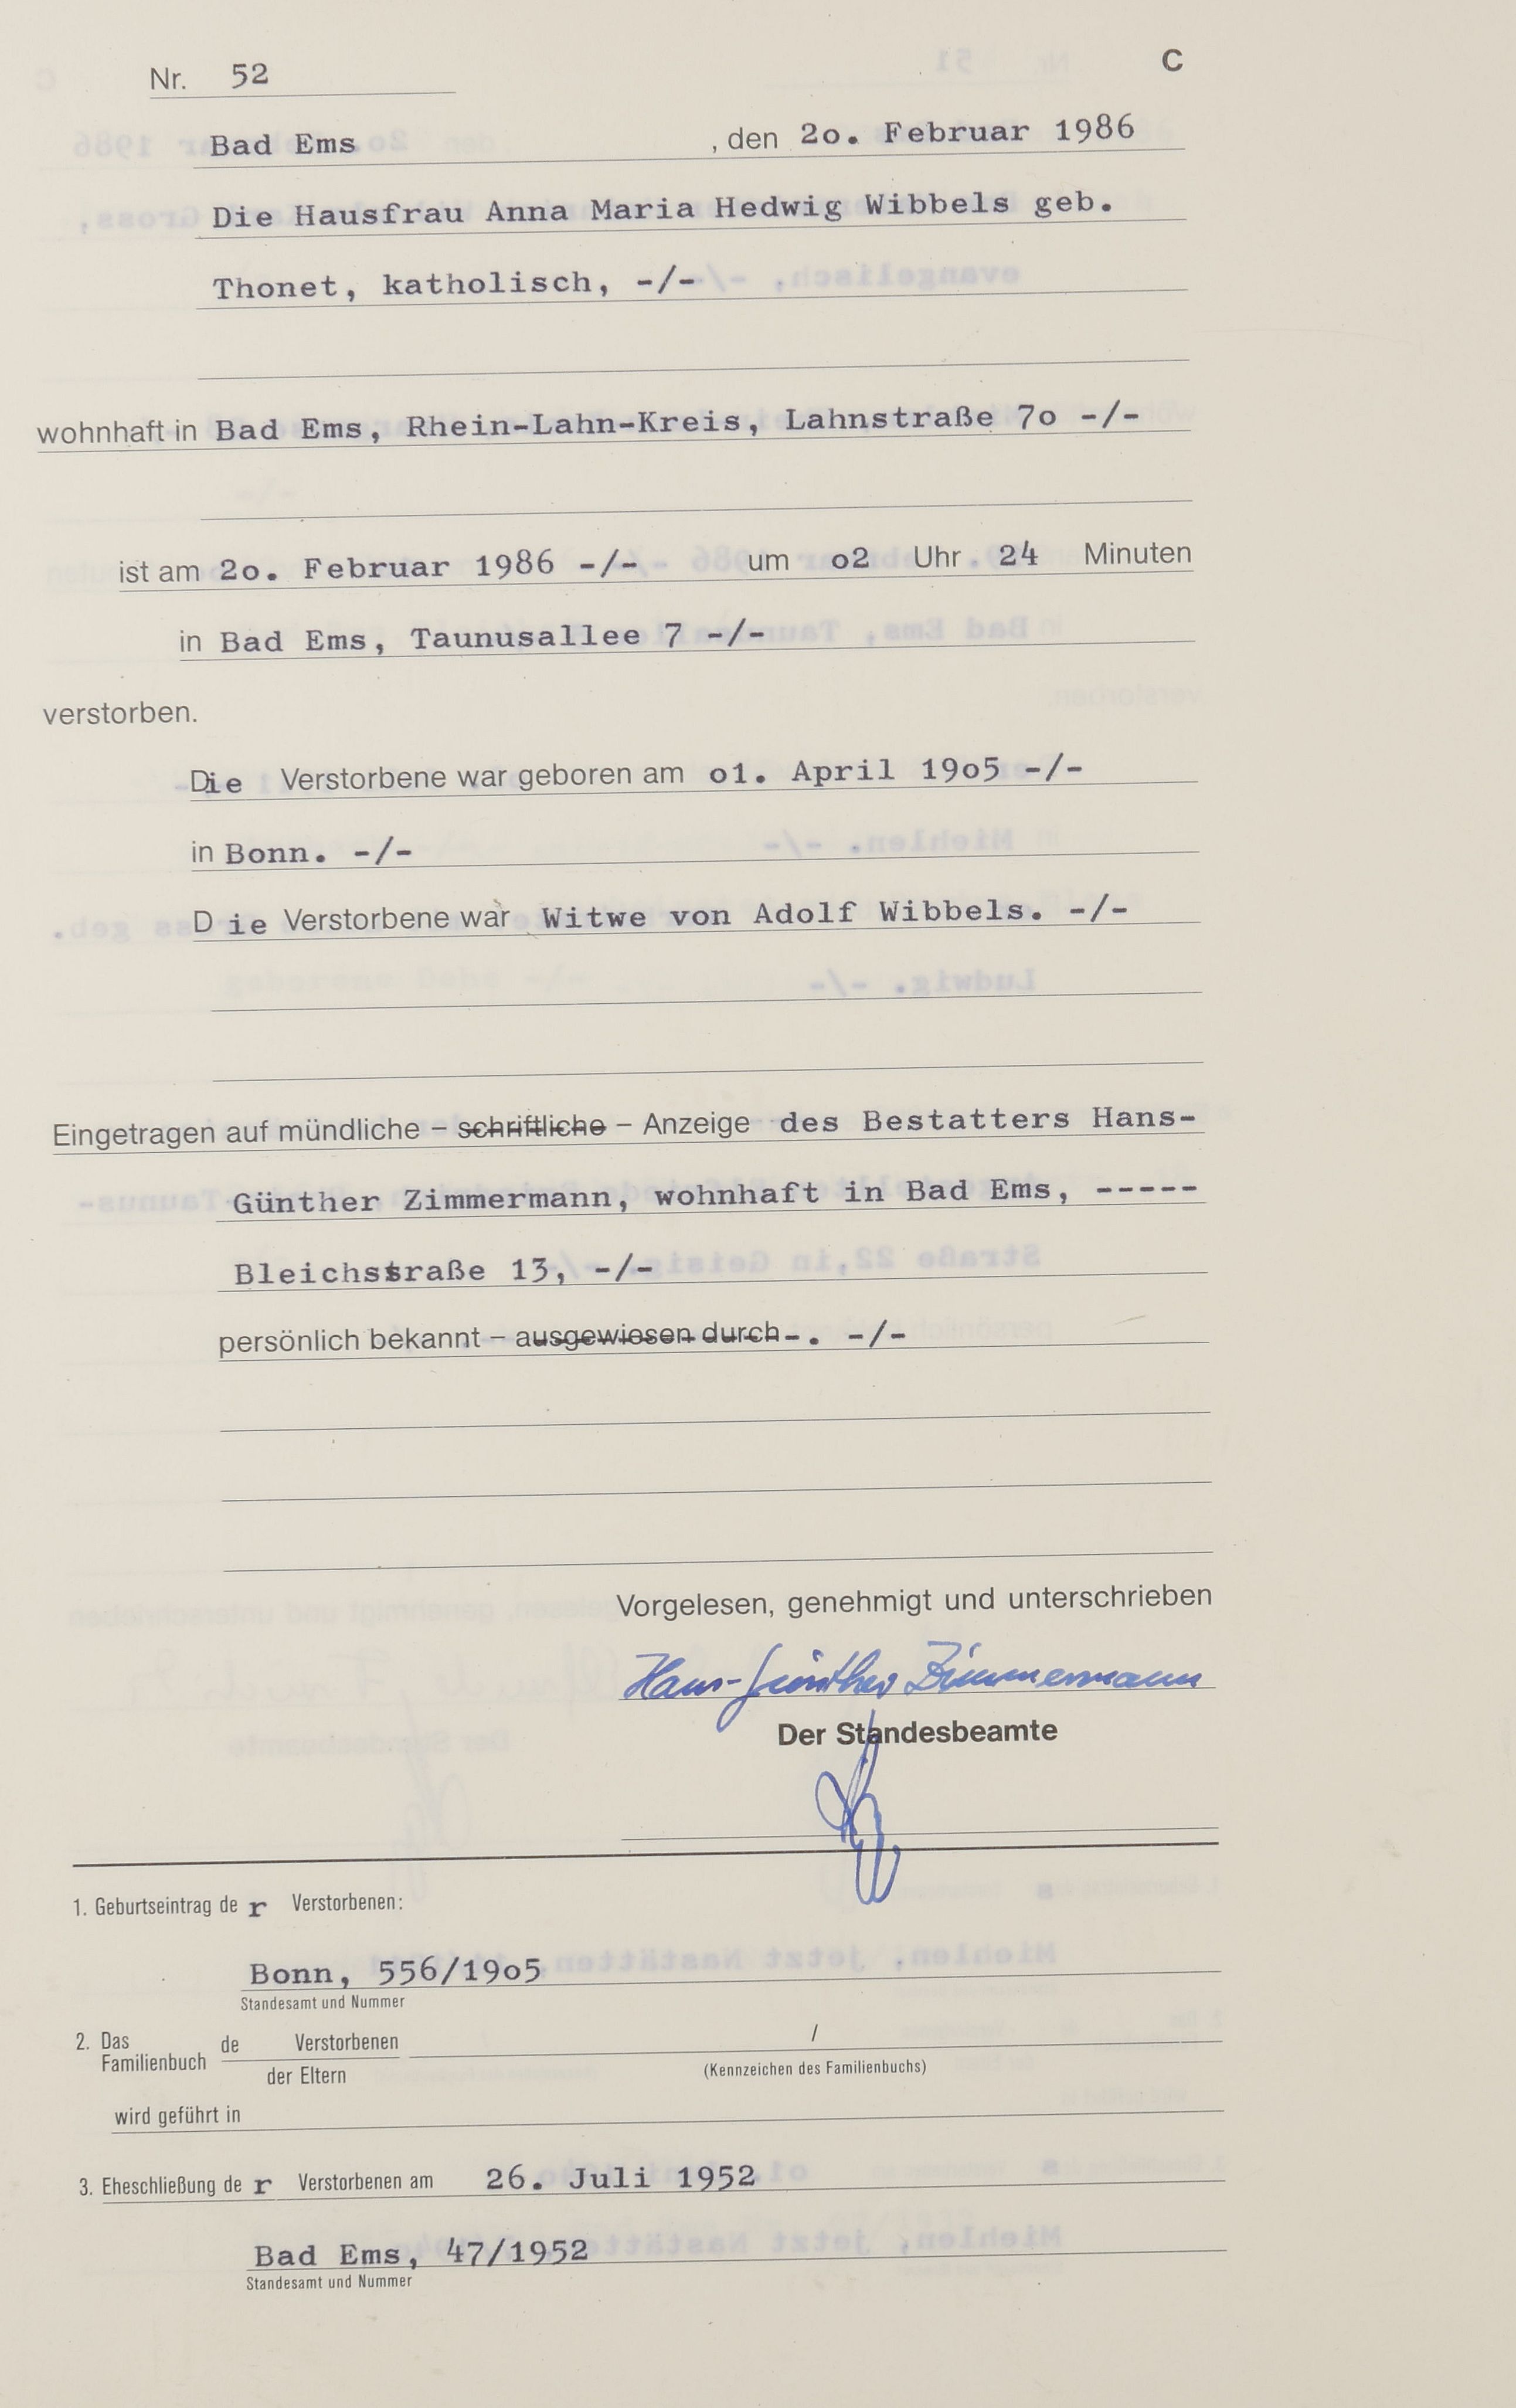 Nr. 52
C
Bad Ems , den 2o. Februar 1986
Die Hausfrau Anna Maria Hedwig Wibbels geb.
Thonet, katholisch, -/-
wohnhaft in Bad Ems, Rhein-Lahn-Kreis, Lahnstraße 7o -/-
ist am 2o. Februar 1986 -/- um o2 Uhr 24 Minuten
in Bad Ems, Taunusallee 7 -/-
verstorben.
Die Verstorbene war geboren am o1. April 19o5 -/-
in Bonn. -/-
Die Verstorbene war Witwe von Adolf Wibbels. -/-
Eingetragen auf mündliche – schriftliche – Anzeige des Bestatters Hans-
Günther Zimmermann, wohnhaft in Bad Ems, -----
Bleichstraße 13, -/-
persönlich bekannt – ausgewiesen durch -. -/-
Vorgelesen, genehmigt und unterschrieben
Hans-Günther Zimmermann
Der Standesbeamte
1. Geburtseintrag der Verstorbenen:
Bonn, 556/19o5
Standesamt und Nummer
2. Das Familienbuch de Verstorbenen /
der Eltern (Kennzeichen des Familienbuchs)
wird geführt in
3. Eheschließung der Verstorbenen am 26. Juli 1952
Bad Ems, 47/1952
Standesamt und Nummer